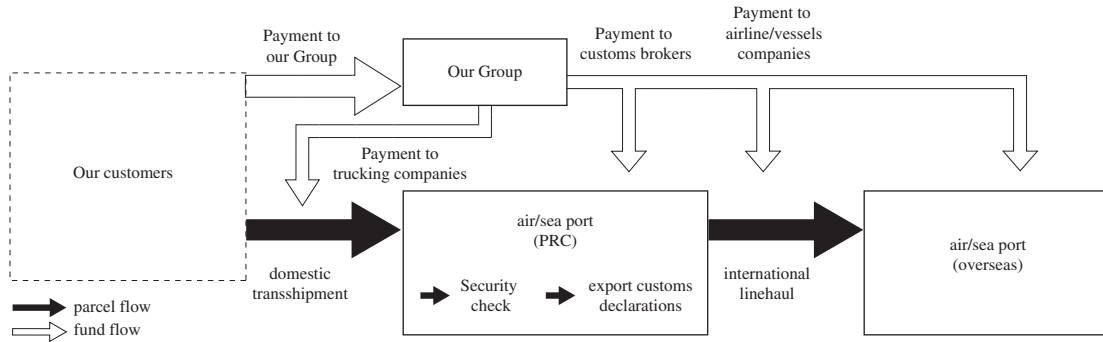 Payment to
our Group
Our Group
Payment to
customs brokers
Payment to
airline/vessels
companies
Our customers
Payment to
trucking companies
air/sea port
(PRC)
air/sea port
(overseas)
domestic
transshipment
Security
check
export customs
declarations
international
linehaul
parcel flow
fund flow